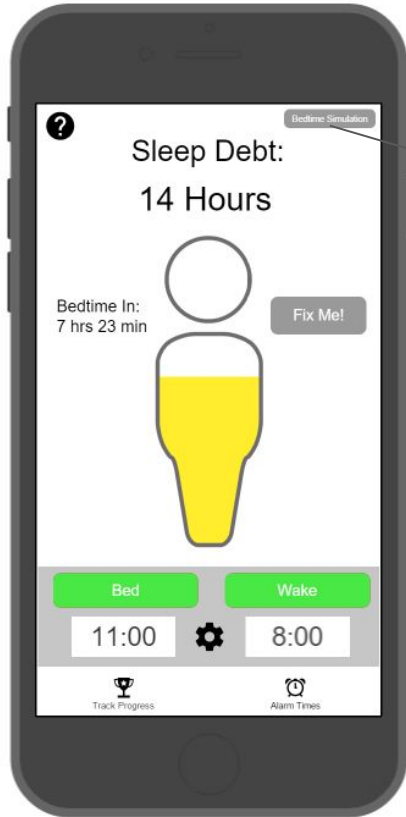 ?
Bedtime Simulation
Sleep Debt:
14 Hours
Bedtime In:
7 hrs 23 min
Fix Me!
Bed
Wake
11:00
8:00
Track Progress
Alarm Times